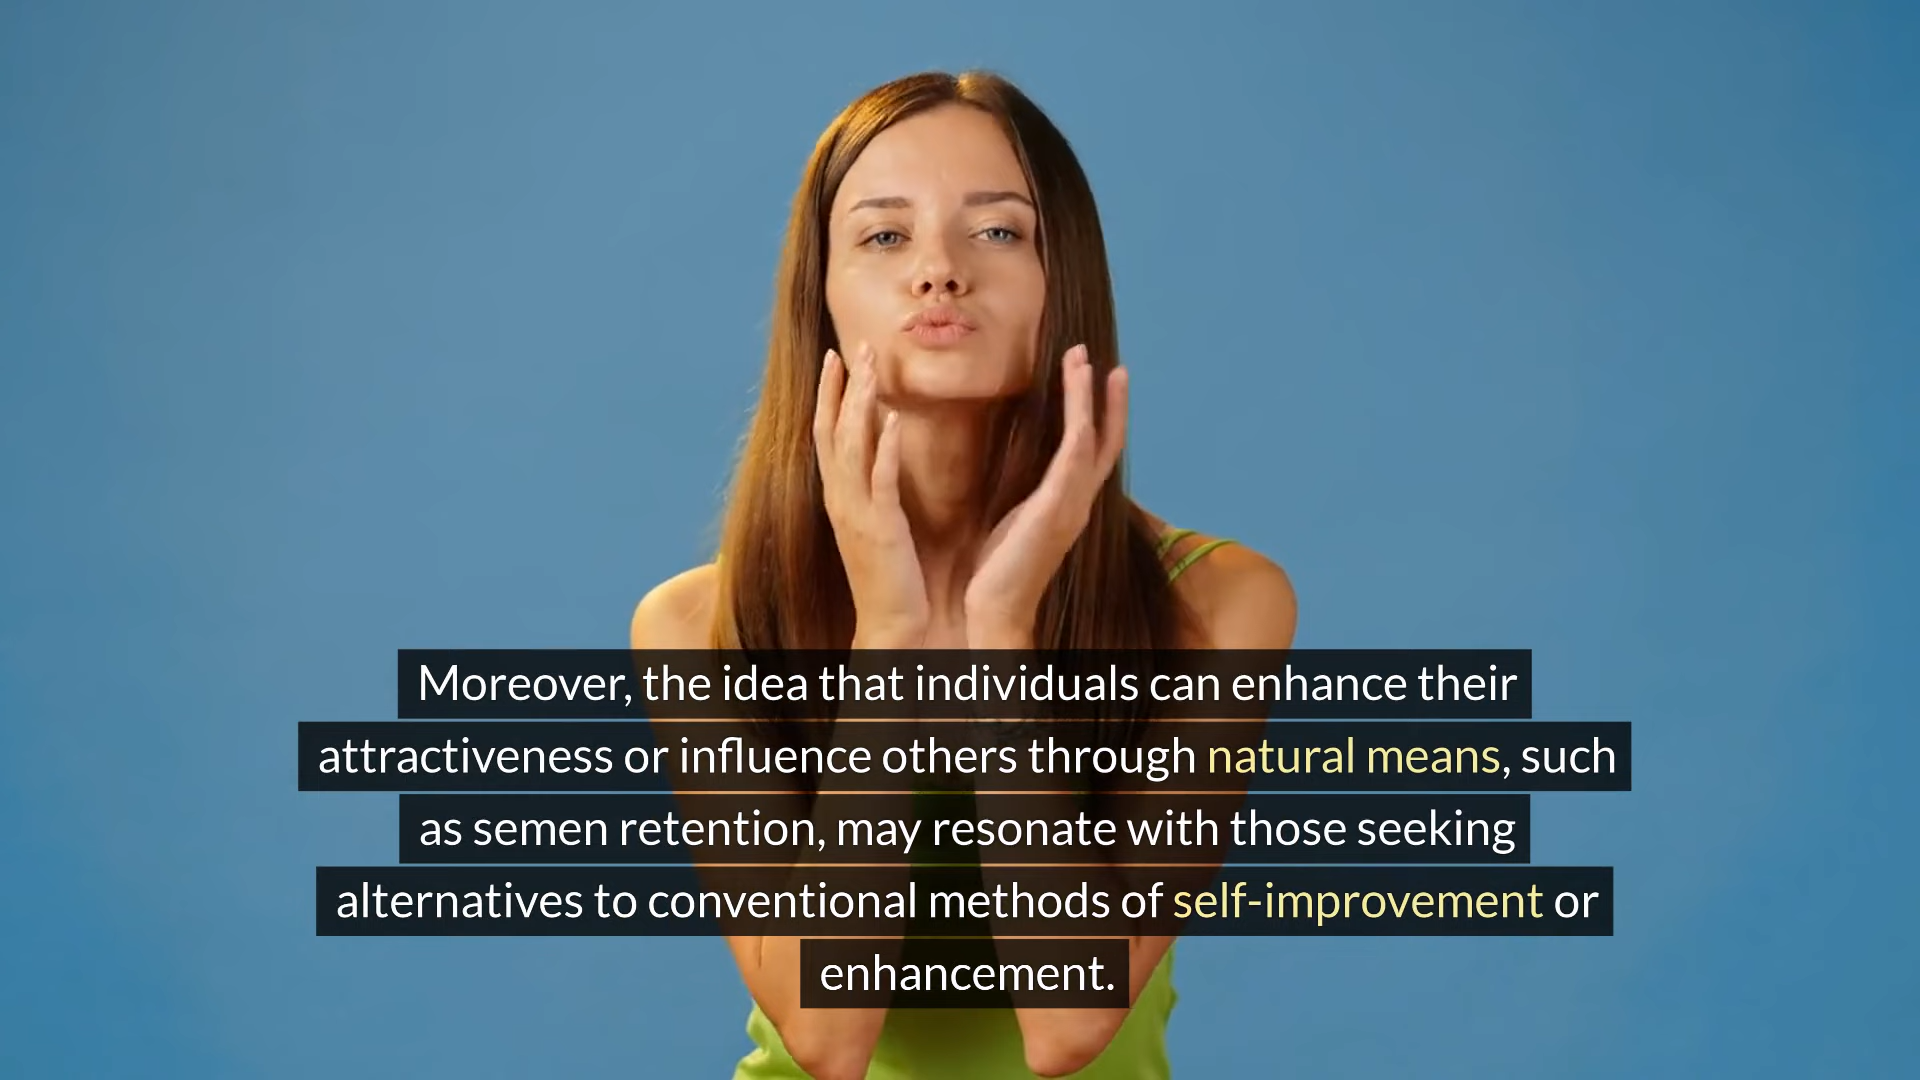 Moreover, the idea that individuals can enhance their
attractiveness or influence others through natural means, such
as semen retention, may resonate with those seeking
alternatives to conventional methods of self-improvement or
enhancement.